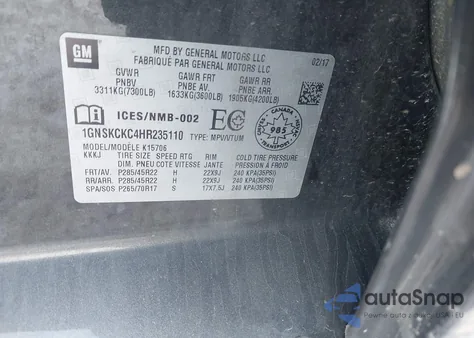 GM
MFD BY GENERAL MOTORS LLC
FABRIQUÉ PAR GENERAL MOTORS LLC
02/17
GVWR GAWR FRT GAWR RR
PNBV PNBE AV PNBE RR
3311KG(7300LB) 1633KG(3600LB) 1905KG(4200LB)
ICES/NMB-002 EC
985
1GNSKCKC4HR235110 TYPE: MPV/VTUM
MODEL/MODÈLE K15706
KKKJ TIRE SIZE SPEED RTG RIM COLD TIRE PRESSURE
DIM. PNEU COTE VITESSE JANTE PRESSION À FROID
FRT/AV P285/45R22 H 22X9J 240 KPA(35PSI)
RR/ARR. P285/45R22 H 22X9J 240 KPA(35PSI)
SPA/SOS P265/70R17 S 17X7.5J 240 KPA(35PSI)
autoSnap